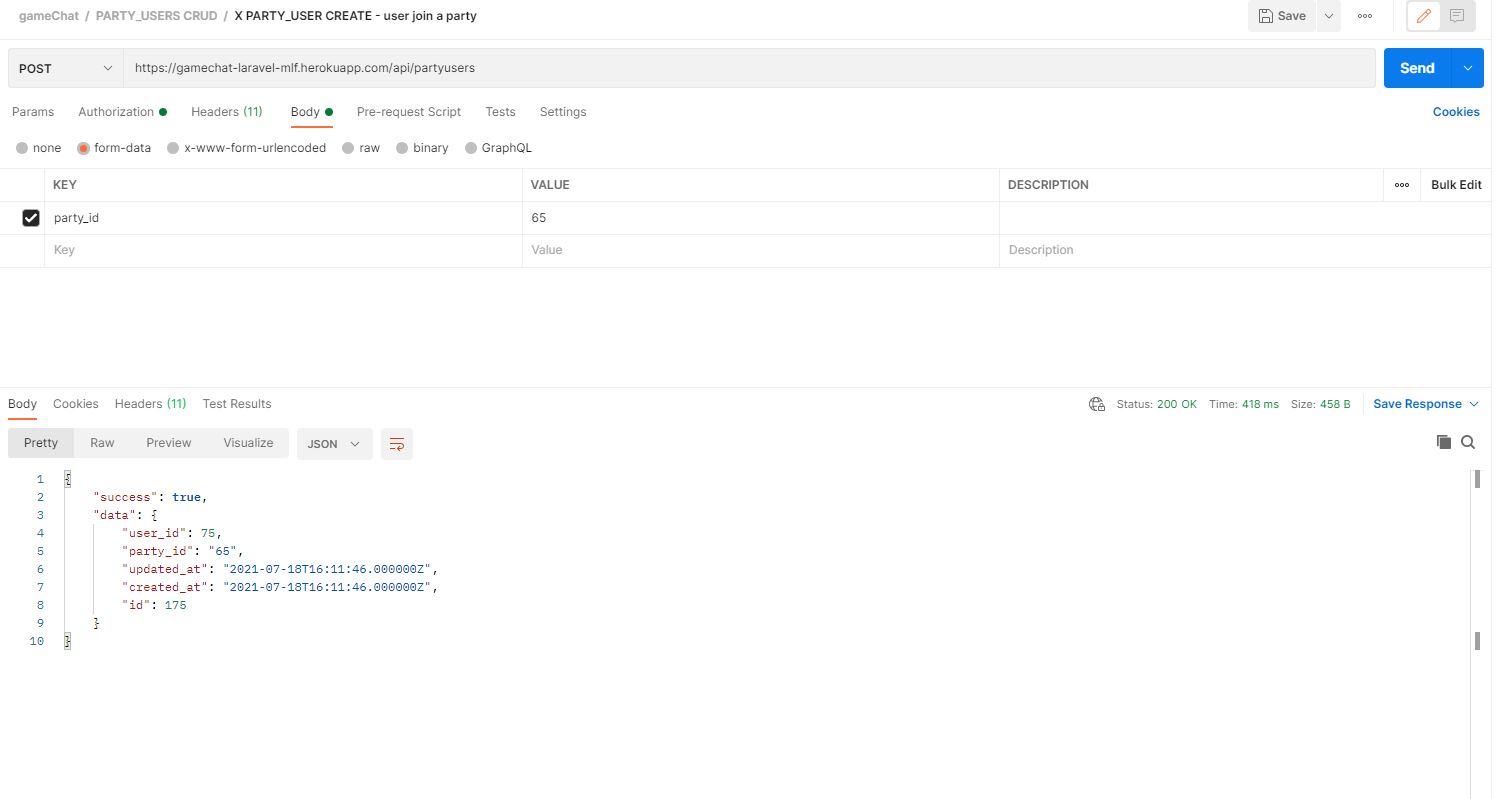 gameChat / PARTY_USERS CRUD / X PARTY_USER CREATE - user join a party Save
POST https://gamechat-laravel-mlf.herokuapp.com/api/partyusers Send
Params Authorization Headers (11) Body Pre-request Script Tests Settings Cookies
none form-data x-www-form-urlencoded raw binary GraphQL
KEY VALUE DESCRIPTION Bulk Edit
party_id 65
Key Value Description
Body Cookies Headers (11) Test Results Status: 200 OK Time: 418 ms Size: 458 B Save Response
Pretty Raw Preview Visualize JSON
1 {
2 "success": true,
3 "data": {
4 "user_id": 75,
5 "party_id": "65",
6 "updated_at": "2021-07-18T16:11:46.000000Z",
7 "created_at": "2021-07-18T16:11:46.000000Z",
8 "id": 175
9 }
10 }